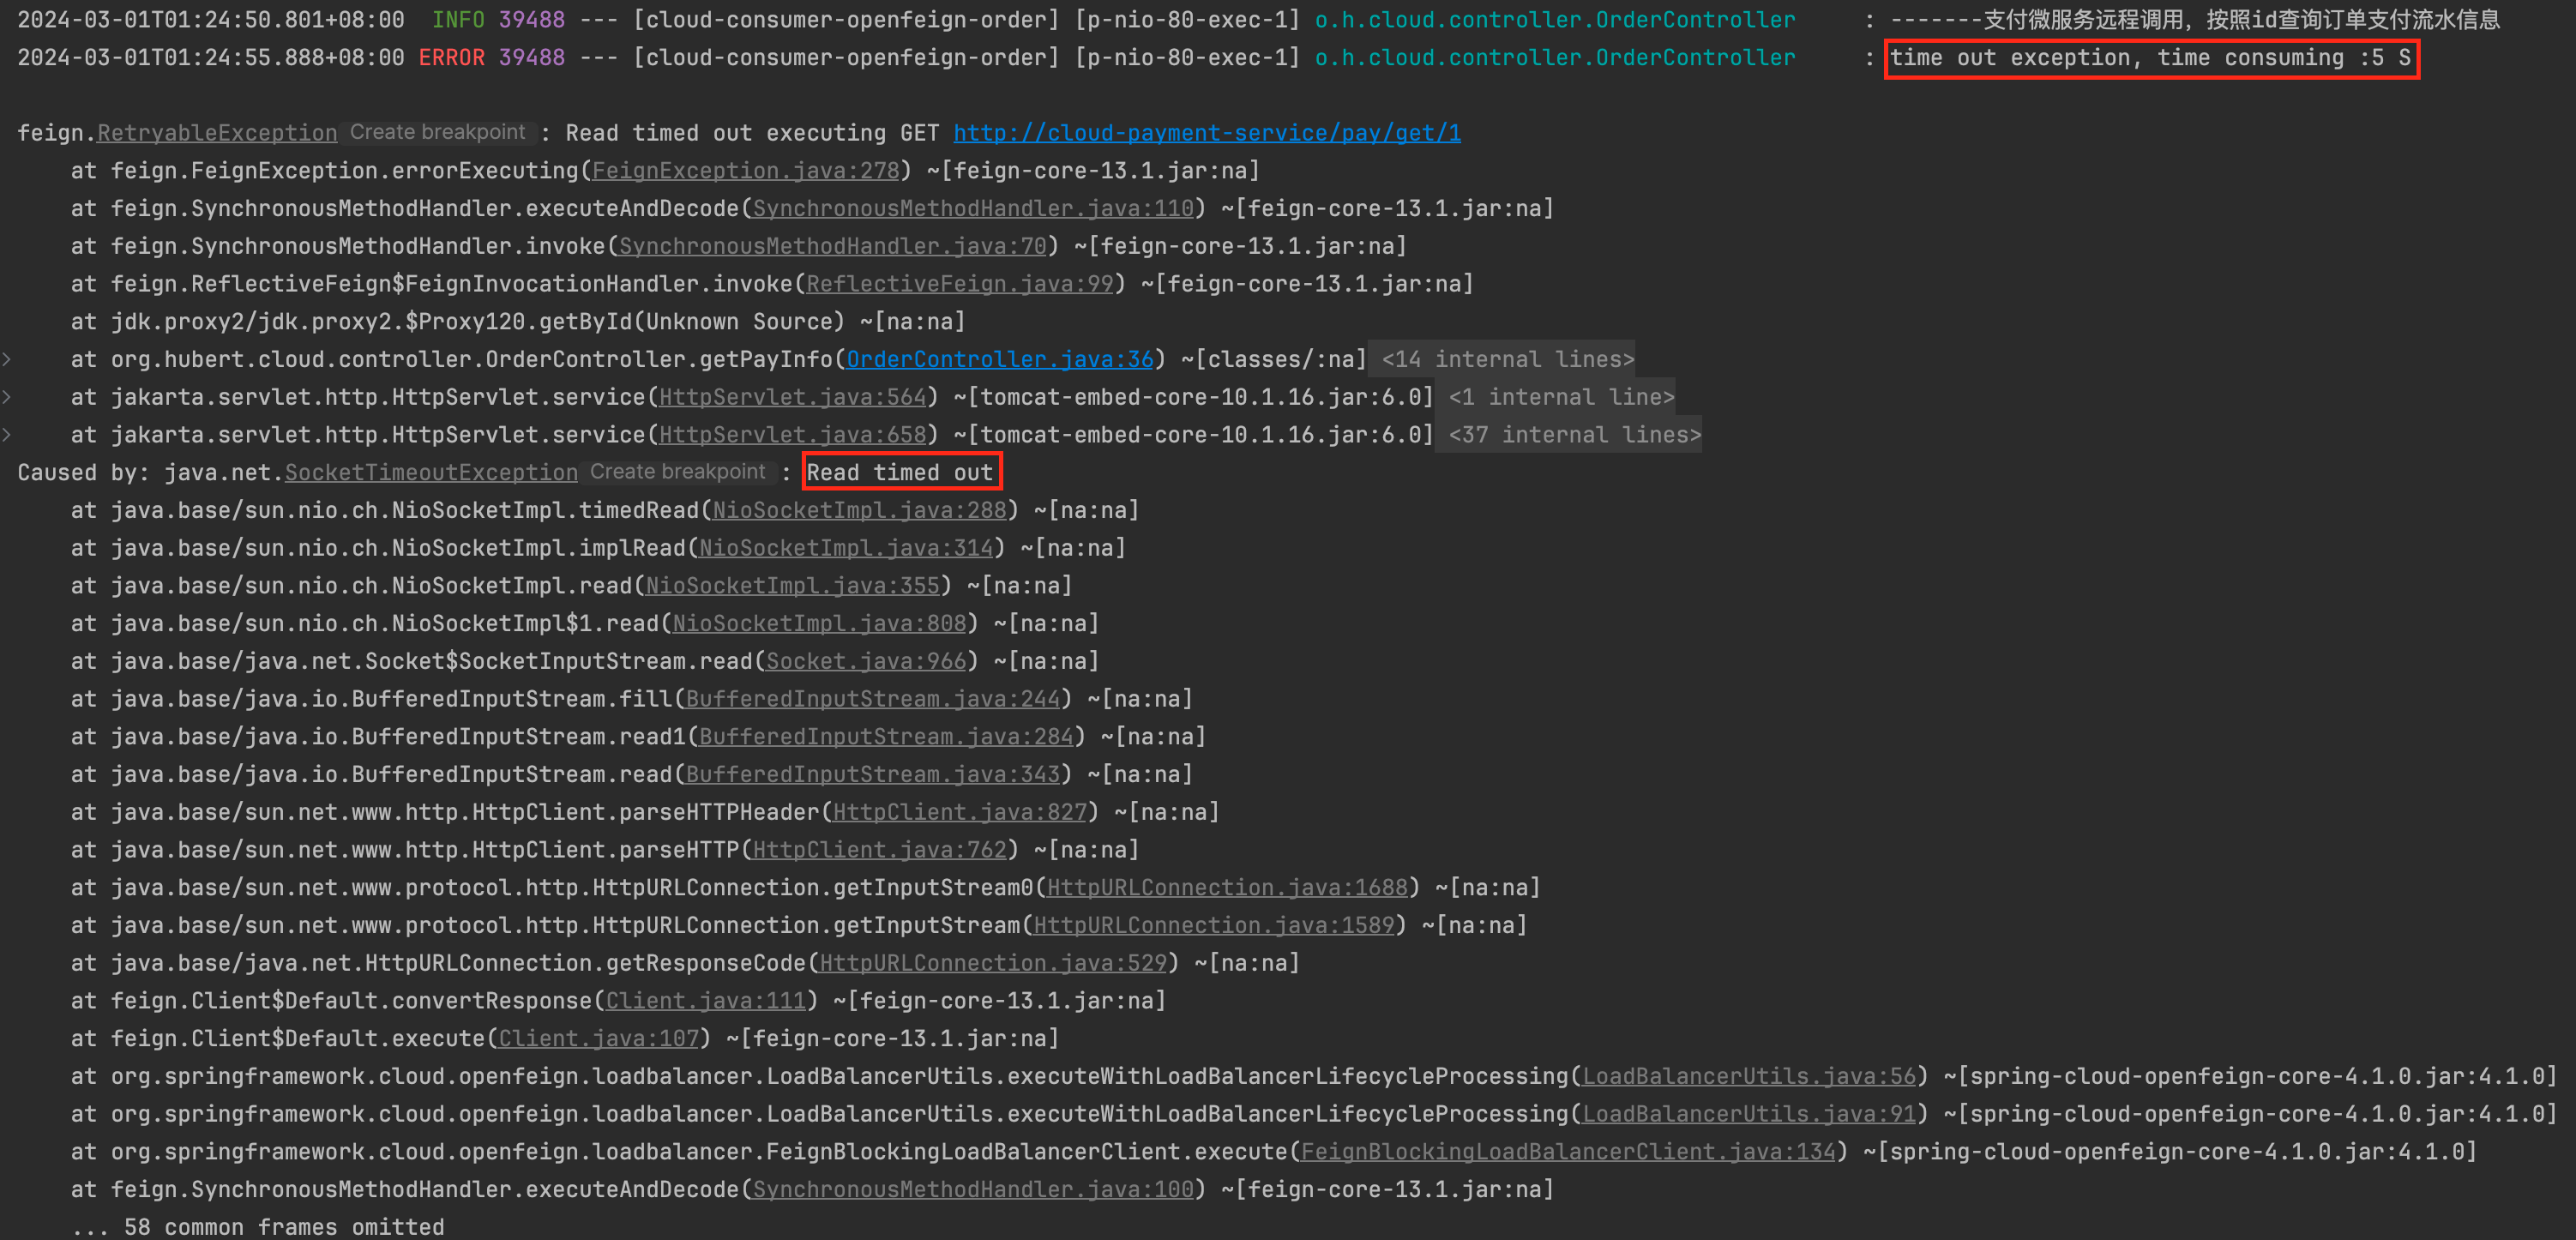 2024-03-01T01:24:50.801+08:00  INFO 39488 --- [cloud-consumer-openfeign-order] [p-nio-80-exec-1] o.h.cloud.controller.OrderController     : -------支付微服务远程调用，按照id查询订单支付流水信息
2024-03-01T01:24:55.888+08:00 ERROR 39488 --- [cloud-consumer-openfeign-order] [p-nio-80-exec-1] o.h.cloud.controller.OrderController     : time out exception, time consuming :5 S
feign.RetryableException Create breakpoint : Read timed out executing GET http://cloud-payment-service/pay/get/1
    at feign.FeignException.errorExecuting(FeignException.java:278) ~[feign-core-13.1.jar:na]
    at feign.SynchronousMethodHandler.executeAndDecode(SynchronousMethodHandler.java:110) ~[feign-core-13.1.jar:na]
    at feign.SynchronousMethodHandler.invoke(SynchronousMethodHandler.java:70) ~[feign-core-13.1.jar:na]
    at feign.ReflectiveFeign$FeignInvocationHandler.invoke(ReflectiveFeign.java:99) ~[feign-core-13.1.jar:na]
    at jdk.proxy2/jdk.proxy2.$Proxy120.getById(Unknown Source) ~[na:na]
    at org.hubert.cloud.controller.OrderController.getPayInfo(OrderController.java:36) ~[classes/:na] <14 internal lines>
    at jakarta.servlet.http.HttpServlet.service(HttpServlet.java:564) ~[tomcat-embed-core-10.1.16.jar:6.0] <1 internal line>
    at jakarta.servlet.http.HttpServlet.service(HttpServlet.java:658) ~[tomcat-embed-core-10.1.16.jar:6.0] <37 internal lines>
Caused by: java.net.SocketTimeoutException Create breakpoint : Read timed out
    at java.base/sun.nio.ch.NioSocketImpl.timedRead(NioSocketImpl.java:288) ~[na:na]
    at java.base/sun.nio.ch.NioSocketImpl.implRead(NioSocketImpl.java:314) ~[na:na]
    at java.base/sun.nio.ch.NioSocketImpl.read(NioSocketImpl.java:355) ~[na:na]
    at java.base/sun.nio.ch.NioSocketImpl$1.read(NioSocketImpl.java:808) ~[na:na]
    at java.base/java.net.Socket$SocketInputStream.read(Socket.java:966) ~[na:na]
    at java.base/java.io.BufferedInputStream.fill(BufferedInputStream.java:244) ~[na:na]
    at java.base/java.io.BufferedInputStream.read1(BufferedInputStream.java:284) ~[na:na]
    at java.base/java.io.BufferedInputStream.read(BufferedInputStream.java:343) ~[na:na]
    at java.base/sun.net.www.http.HttpClient.parseHTTPHeader(HttpClient.java:827) ~[na:na]
    at java.base/sun.net.www.http.HttpClient.parseHTTP(HttpClient.java:762) ~[na:na]
    at java.base/sun.net.www.protocol.http.HttpURLConnection.getInputStream0(HttpURLConnection.java:1688) ~[na:na]
    at java.base/sun.net.www.protocol.http.HttpURLConnection.getInputStream(HttpURLConnection.java:1589) ~[na:na]
    at java.base/java.net.HttpURLConnection.getResponseCode(HttpURLConnection.java:529) ~[na:na]
    at feign.Client$Default.convertResponse(Client.java:111) ~[feign-core-13.1.jar:na]
    at feign.Client$Default.execute(Client.java:107) ~[feign-core-13.1.jar:na]
    at org.springframework.cloud.openfeign.loadbalancer.LoadBalancerUtils.executeWithLoadBalancerLifecycleProcessing(LoadBalancerUtils.java:56) ~[spring-cloud-openfeign-core-4.1.0.jar:4.1.0]
    at org.springframework.cloud.openfeign.loadbalancer.LoadBalancerUtils.executeWithLoadBalancerLifecycleProcessing(LoadBalancerUtils.java:91) ~[spring-cloud-openfeign-core-4.1.0.jar:4.1.0]
    at org.springframework.cloud.openfeign.loadbalancer.FeignBlockingLoadBalancerClient.execute(FeignBlockingLoadBalancerClient.java:134) ~[spring-cloud-openfeign-core-4.1.0.jar:4.1.0]
    at feign.SynchronousMethodHandler.executeAndDecode(SynchronousMethodHandler.java:100) ~[feign-core-13.1.jar:na]
    ... 58 common frames omitted